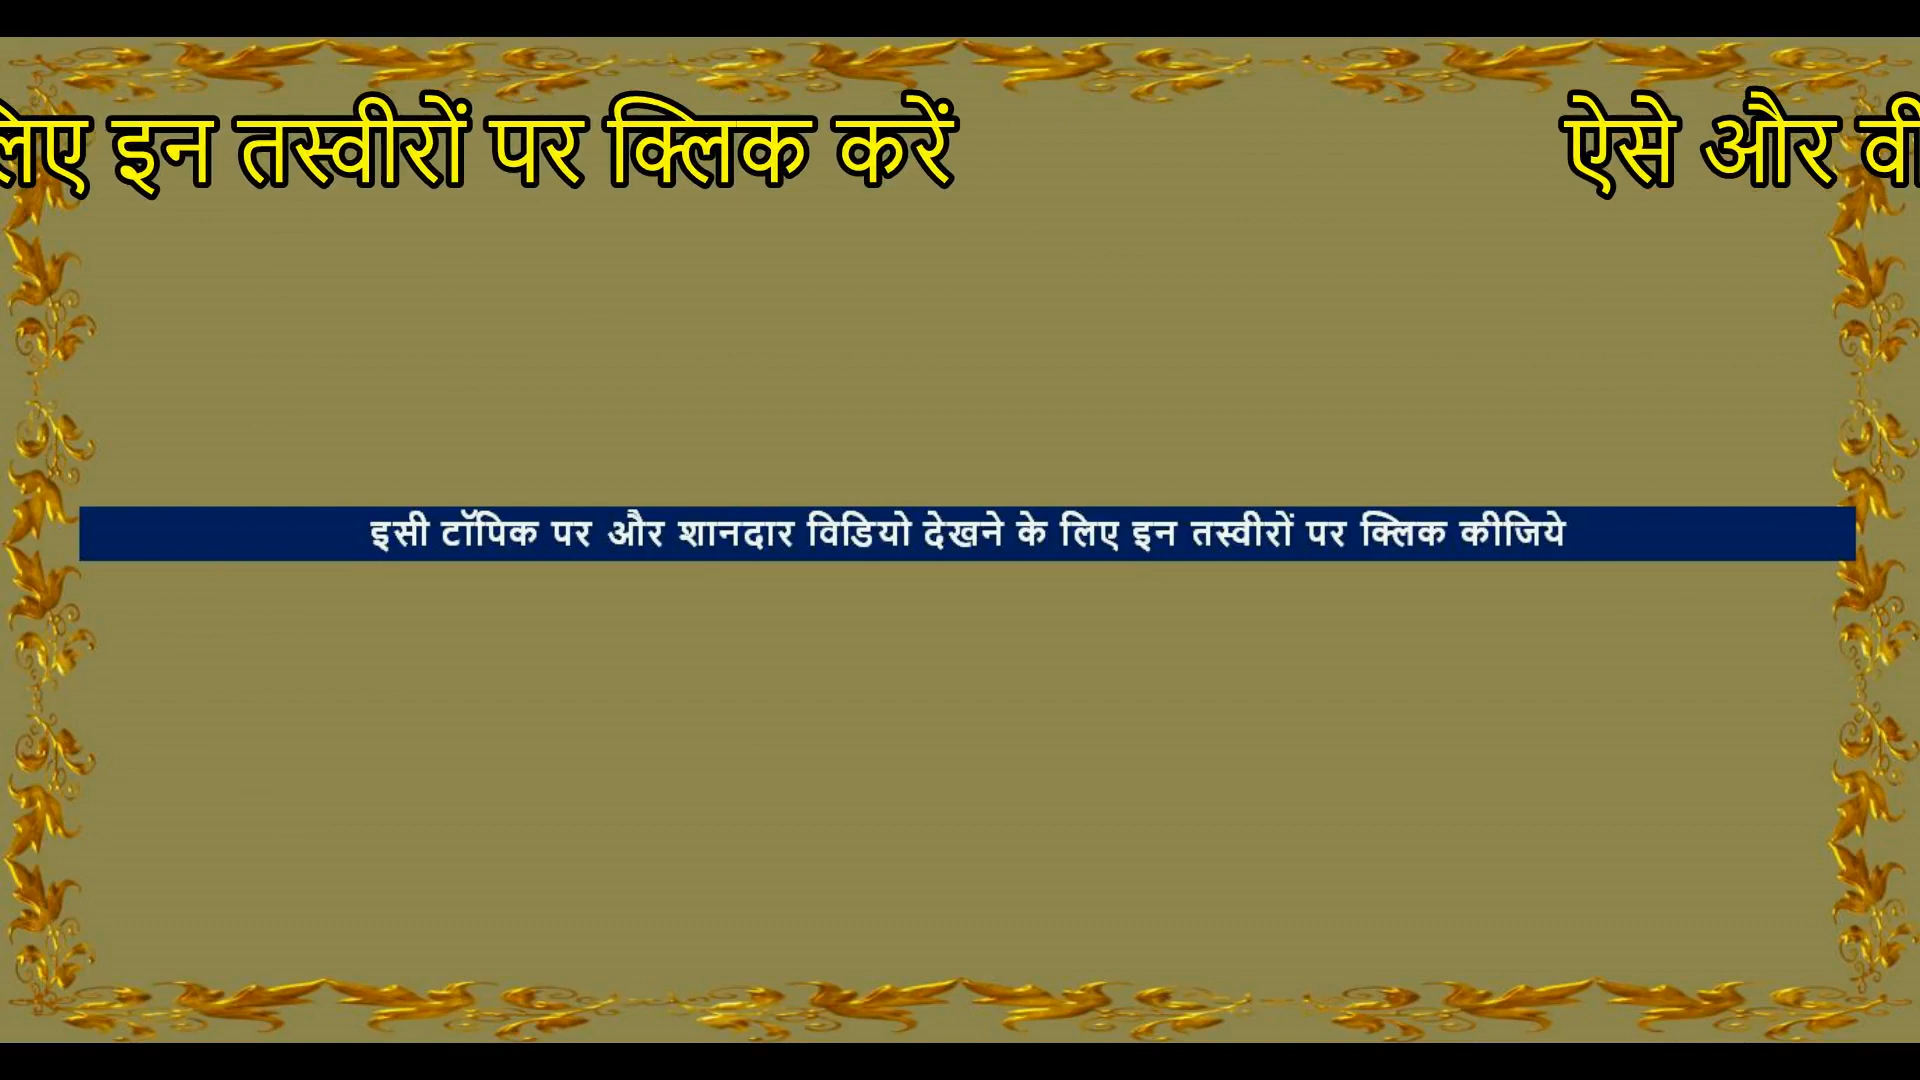 इन तस्वीरों पर क्लिक करें ऐसे और
इसी टॉपिक पर और शानदार विडियो देखने के लिए इन तस्वीरों पर क्लिक कीजिये